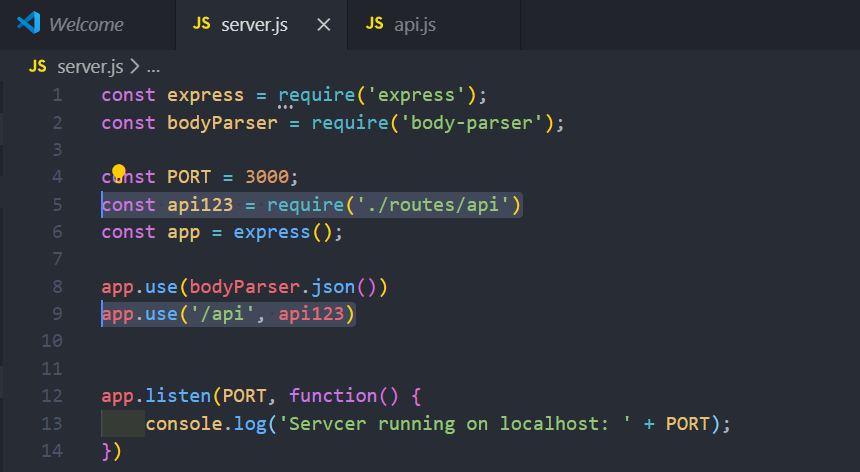 Welcome
JS server.js ×
JS api.js
JS server.js > ...
1 const express = require('express');
2 const bodyParser = require('body-parser');
3
4 const PORT = 3000;
5 const api123 = require('./routes/api')
6 const app = express();
7
8 app.use(bodyParser.json())
9 app.use('/api', api123)
10
11
12 app.listen(PORT, function() {
13     console.log('Servcer running on localhost: ' + PORT);
14 })